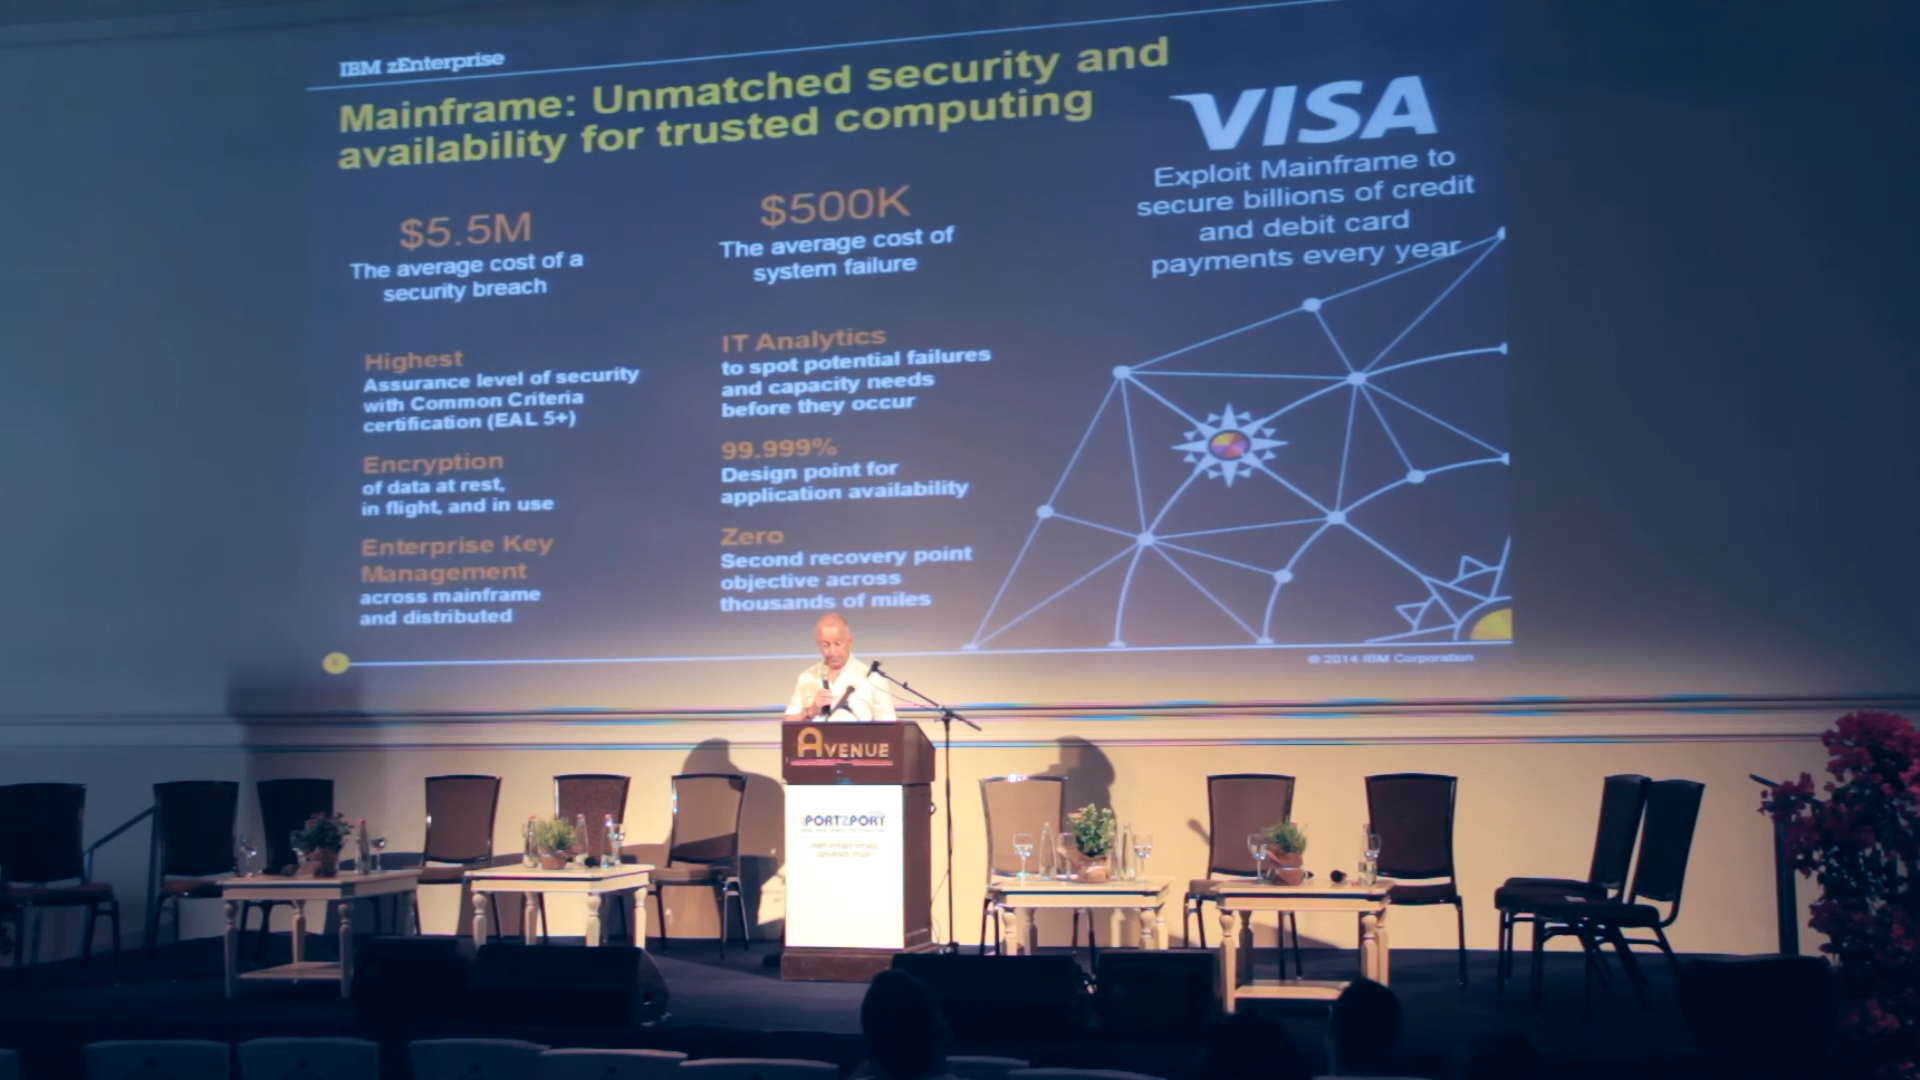 IBM zEnterprise
Mainframe: Unmatched security and
availability for trusted computing
$5.5M
The average cost of a
security breach
Highest
Assurance level of security
with Common Criteria
certification (EAL 5+)
Encryption
of data at rest,
in flight, and in use
Enterprise Key
Management
across mainframe
and distributed
$500K
The average cost of
system failure
IT Analytics
to spot potential failures
and capacity needs
before they occur
99.999%
Design point for
application availability
Zero
Second recovery point
objective across
thousands of miles
VISA
Exploit Mainframe to
secure billions of credit
and debit card
payments every year
© 2014 IBM Corporation
AVENUE
PORT2PORT